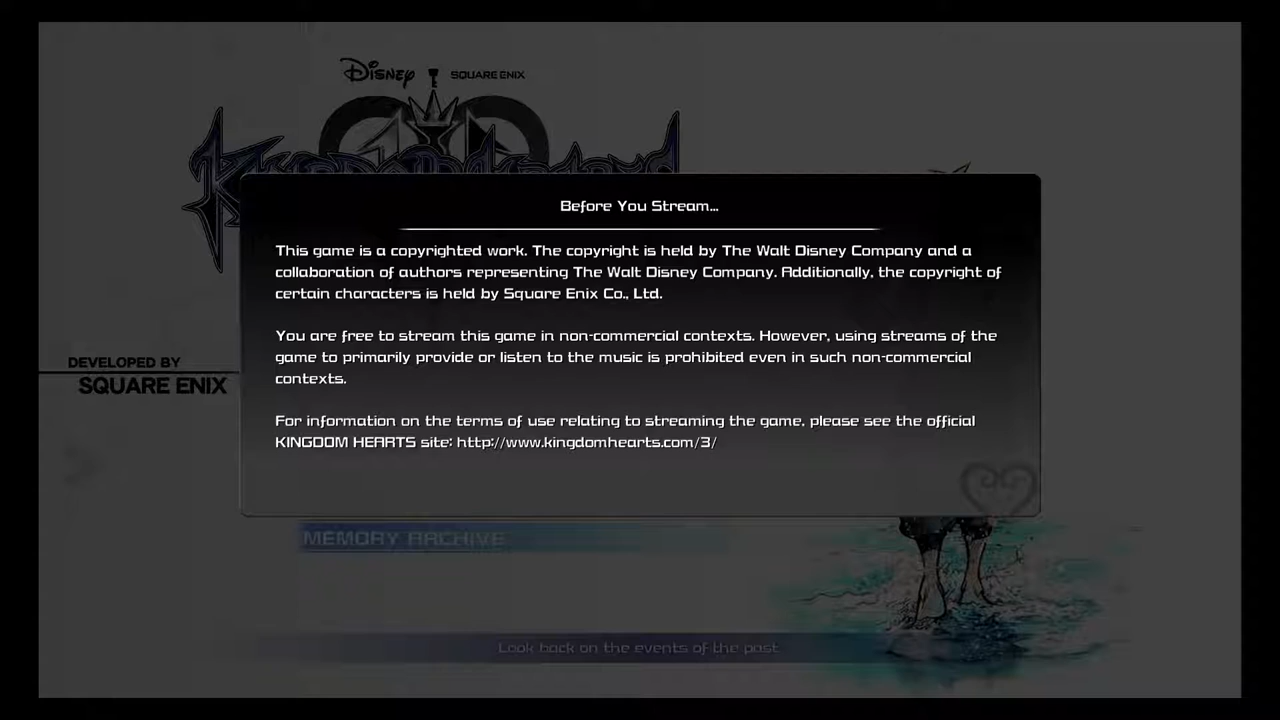 Disney SQUARE ENIX
KINGDOM HEARTS
Before You Stream...
This game is a copyrighted work. The copyright is held by The Walt Disney Company and a
collaboration of authors representing The Walt Disney Company. Additionally, the copyright of
certain characters is held by Square Enix Co., Ltd.
You are free to stream this game in non-commercial contexts. However, using streams of the
game to primarily provide or listen to the music is prohibited even in such non-commercial
contexts.
For information on the terms of use relating to streaming the game, please see the official
KINGDOM HEARTS site: http://www.kingdomhearts.com/3/
DEVELOPED BY
SQUARE ENIX
MEMORY ARCHIVE
Look back on the events of the past